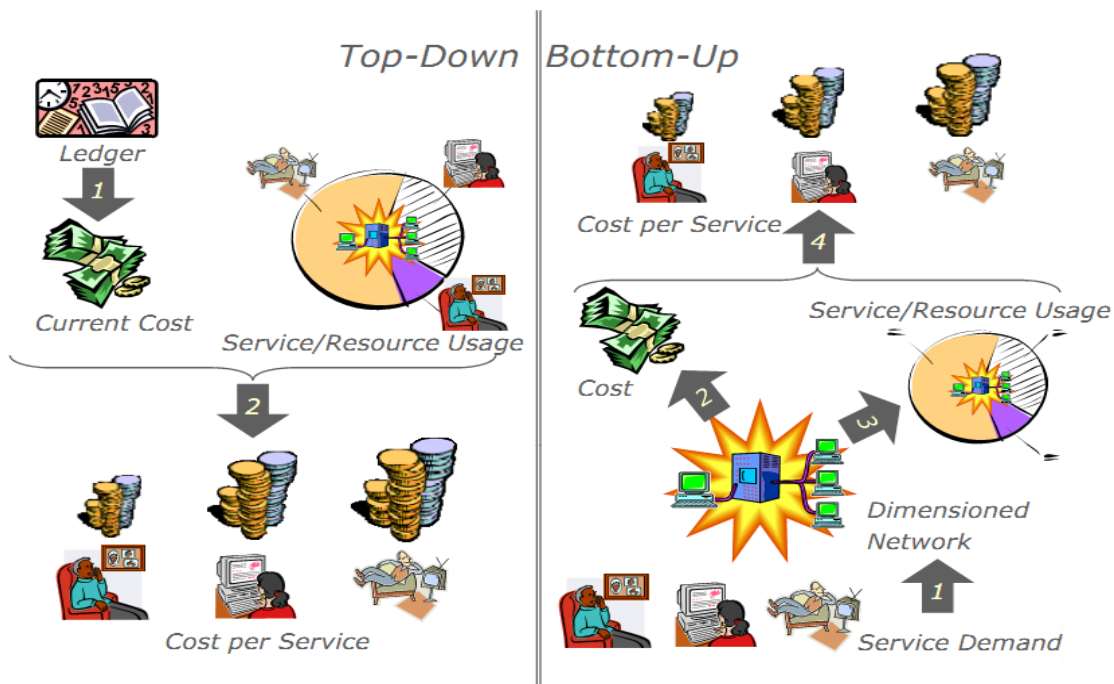 Top-Down
Ledger
1
Current Cost
Service/Resource Usage
2
Cost per Service
Bottom-Up
Cost per Service
4
Service/Resource Usage
Cost
2
3
Dimensioned
Network
1
Service Demand